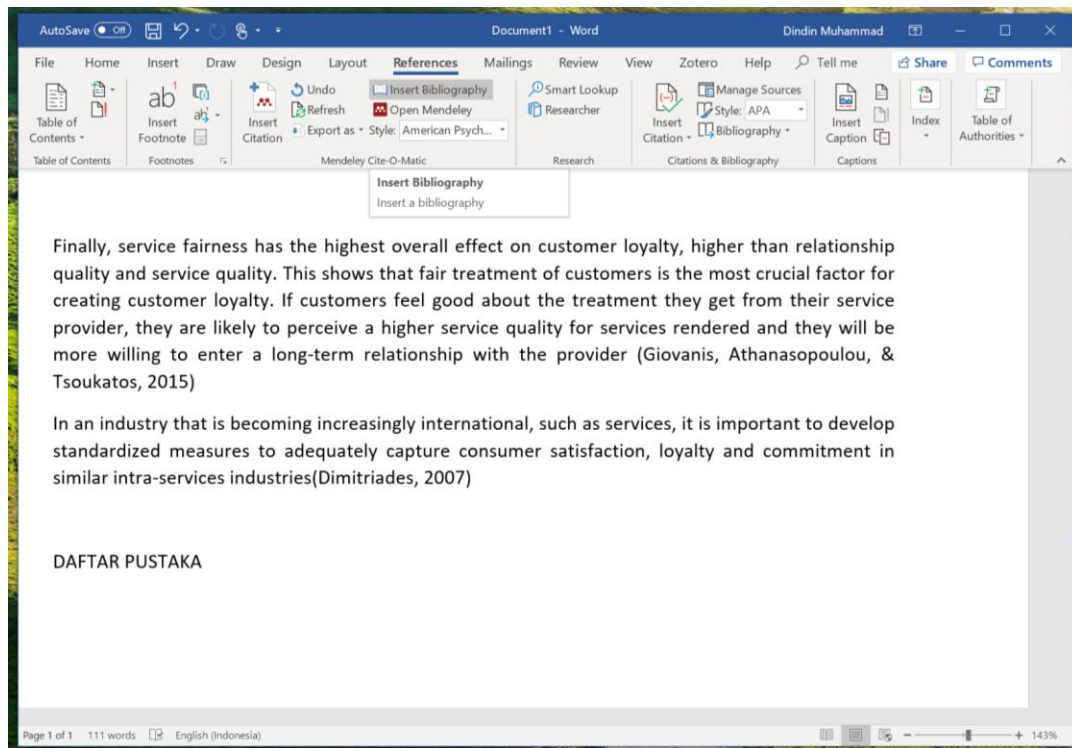 AutoSave Off Document1 - Word Dindin Muhammad
File Home Insert Draw Design Layout References Mailings Review View Zotero Help Tell me Share Comments
Table of Contents
Insert Footnote
Insert Citation
Undo
Refresh
Export as
Insert Bibliography
Open Mendeley
Style: American Psych...
Smart Lookup
Researcher
Insert Citation
Manage Sources
Style: APA
Bibliography
Insert Caption
Index
Table of Authorities
Table of Contents Footnotes Mendeley Cite-O-Matic Research Citations & Bibliography Captions
Insert Bibliography
Insert a bibliography
Finally, service fairness has the highest overall effect on customer loyalty, higher than relationship
quality and service quality. This shows that fair treatment of customers is the most crucial factor for
creating customer loyalty. If customers feel good about the treatment they get from their service
provider, they are likely to perceive a higher service quality for services rendered and they will be
more willing to enter a long-term relationship with the provider (Giovanis, Athanasopoulou, &
Tsoukatos, 2015)
In an industry that is becoming increasingly international, such as services, it is important to develop
standardized measures to adequately capture consumer satisfaction, loyalty and commitment in
similar intra-services industries(Dimitriades, 2007)
DAFTAR PUSTAKA
Page 1 of 1 111 words English (Indonesia) 143%